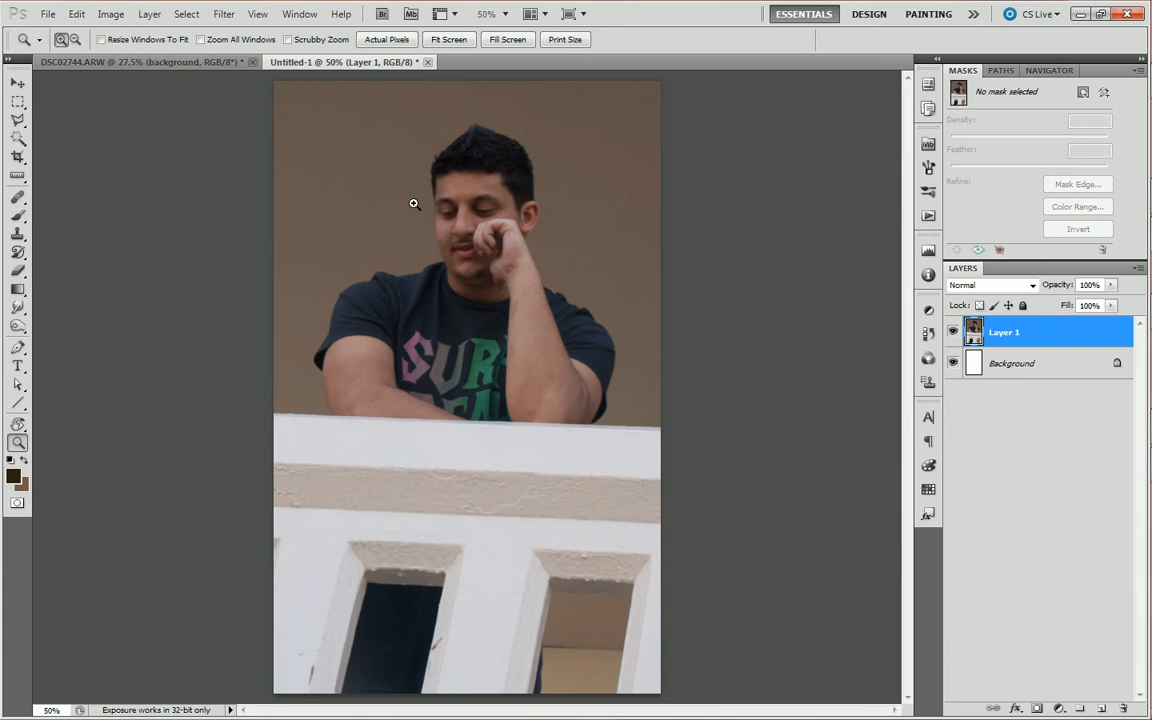 Ps File Edit Image Layer Select Filter View Window Help Br Mb 50% ESSENTIALS DESIGN PAINTING CS Live
Resize Windows To Fit Zoom All Windows Scrubby Zoom Actual Pixels Fit Screen Fill Screen Print Size
DSC02744.ARW @ 27.5% (background, RGB/8*) * Untitled-1 @ 50% (Layer 1, RGB/8) *
MASKS PATHS NAVIGATOR
No mask selected
Density:
Feather:
Refine: Mask Edge...
Color Range...
Invert
LAYERS
Normal Opacity: 100%
Lock: Fill: 100%
Layer 1
Background
SUR
50% Exposure works in 32-bit only